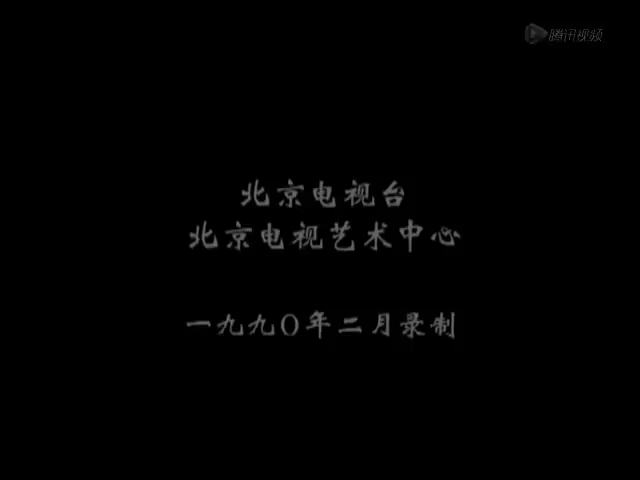 腾讯视频
北京电视台
北京电视艺术中心
一九九〇年二月录制